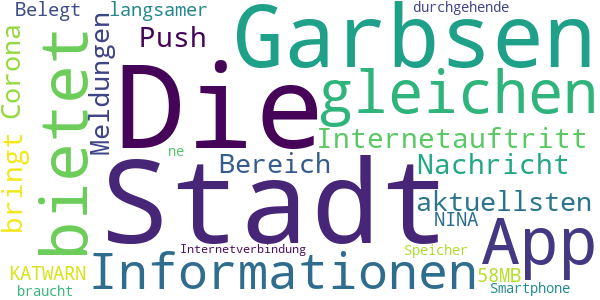 Belegt
langsamer
durchgehende
Garbsen
Corona
bietet
Meldungen
Push
Die
gleichen
bringt
ne
Internetauftritt
Bereich
Nachricht
Stadt
aktuellsten
NINA
App
Internetverbindung
Speicher
KATWARN
Informationen
58MB
braucht
Smartphone